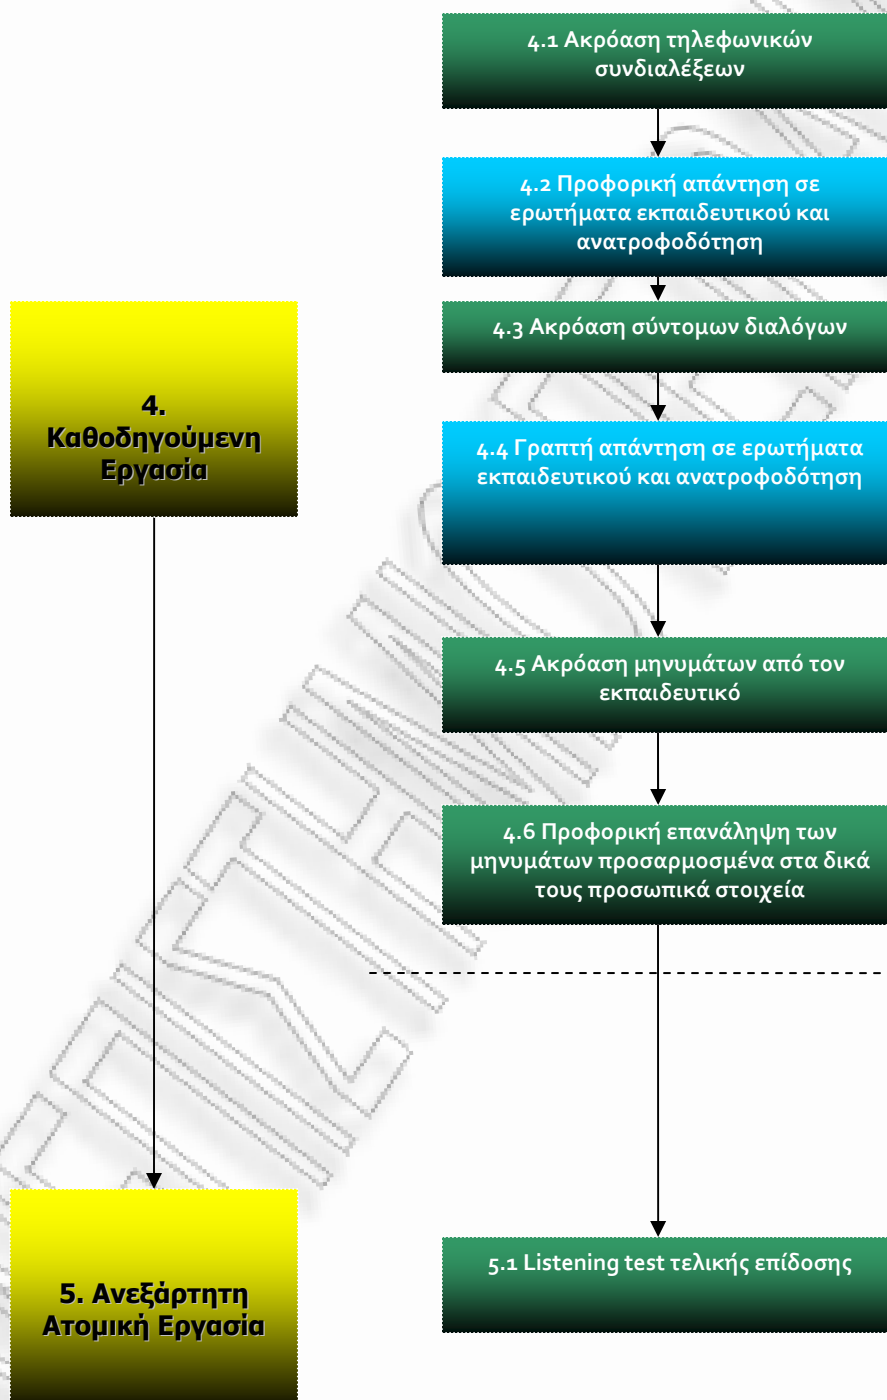 4.1 Ακρόαση τηλεφωνικών
συνδιαλέξεων
4.2 Προφορική απάντηση σε
ερωτήματα εκπαιδευτικού και
ανατροφοδότηση
4.3 Ακρόαση σύντομων διαλόγων
4.
Καθοδηγούμενη
Εργασία
4.4 Γραπτή απάντηση σε ερωτήματα
εκπαιδευτικού και ανατροφοδότηση
4.5 Ακρόαση μηνυμάτων από τον
εκπαιδευτικό
4.6 Προφορική επανάληψη των
μηνυμάτων προσαρμοσμένα στα δικά
τους προσωπικά στοιχεία
5. Ανεξάρτητη
Ατομική Εργασία
5.1 Listening test τελικής επίδοσης